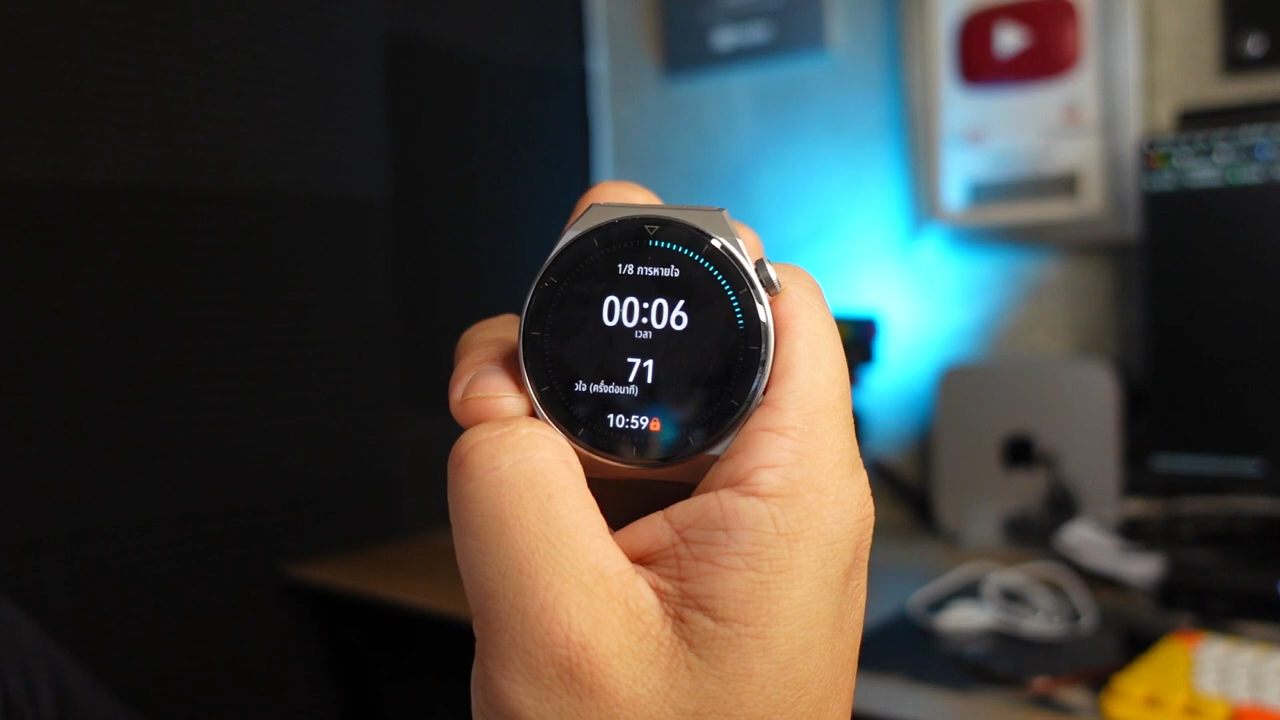 1/8 การหายใจ
00:06
เวลา
71
วใจ (ครั้งต่อนาที)
10:59